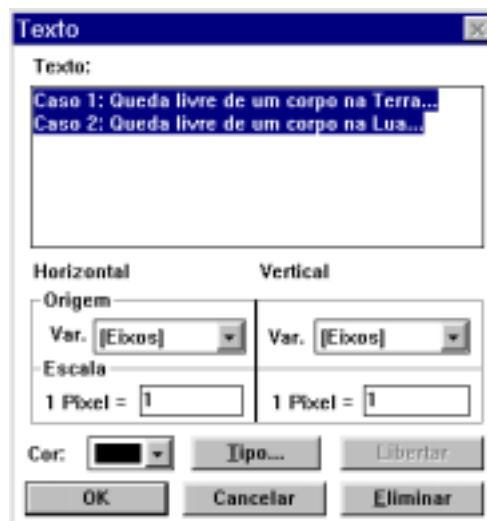 Texto
Texto:
Caso 1: Queda livre de um corpo na Terra...
Caso 2: Queda livre de um corpo na Lua...
Horizontal Vertical
Origem
Var. [Eixos] Var. [Eixos]
Escala
1 Pixel = 1 1 Pixel = 1
Cor: Tipo... Libertar
OK Cancelar Eliminar